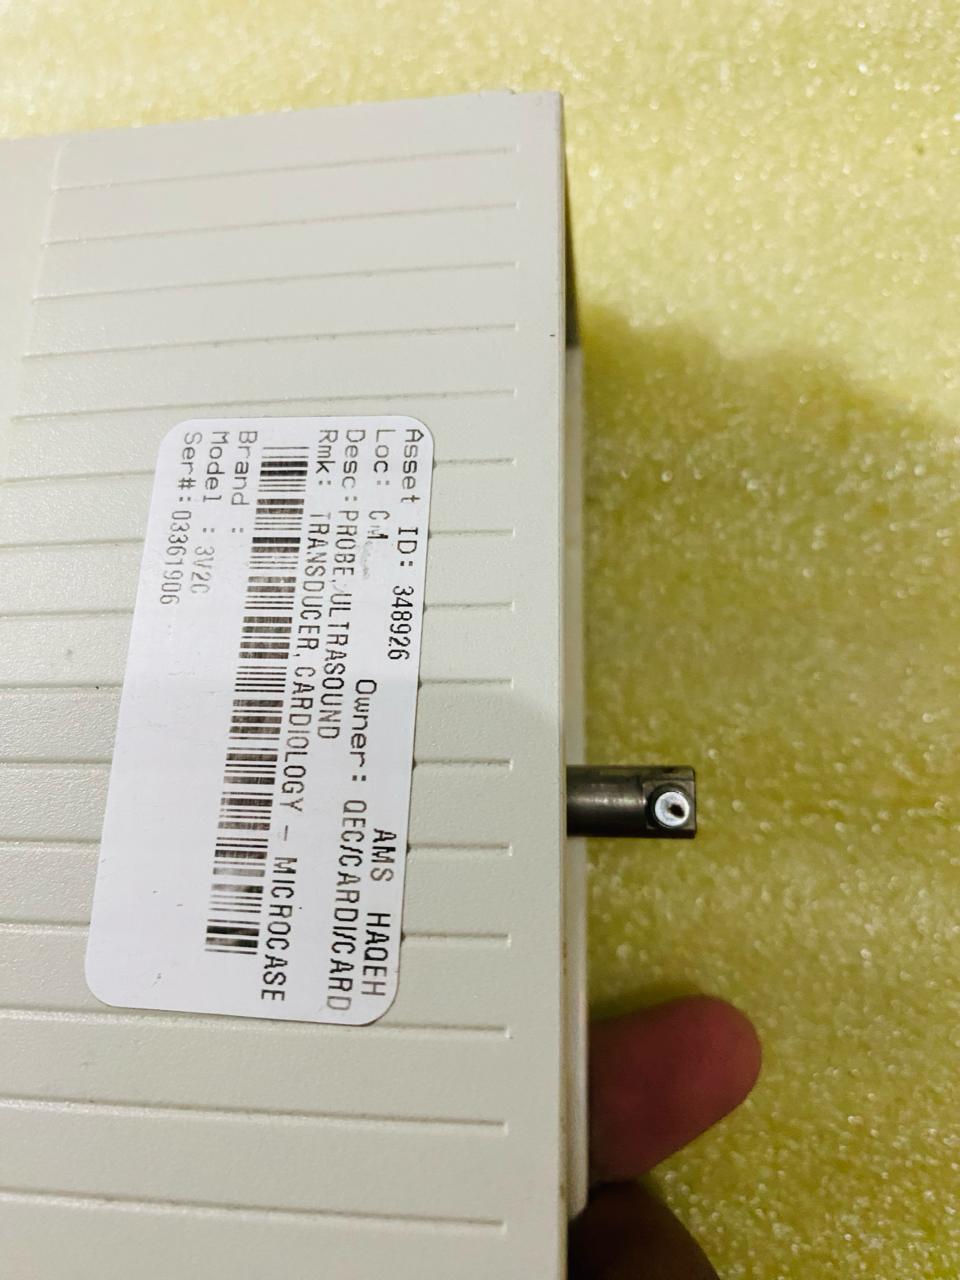 Asset ID: 348926 AMS HAQEH
Loc: CM Owner: QEC/CARDI/CARD
Desc:PROBE,ULTRASOUND
Rmk: TRANSDUCER,CARDIOLOGY - MICROCASE
Brand :
Model : 3V2C
Ser#:03361906